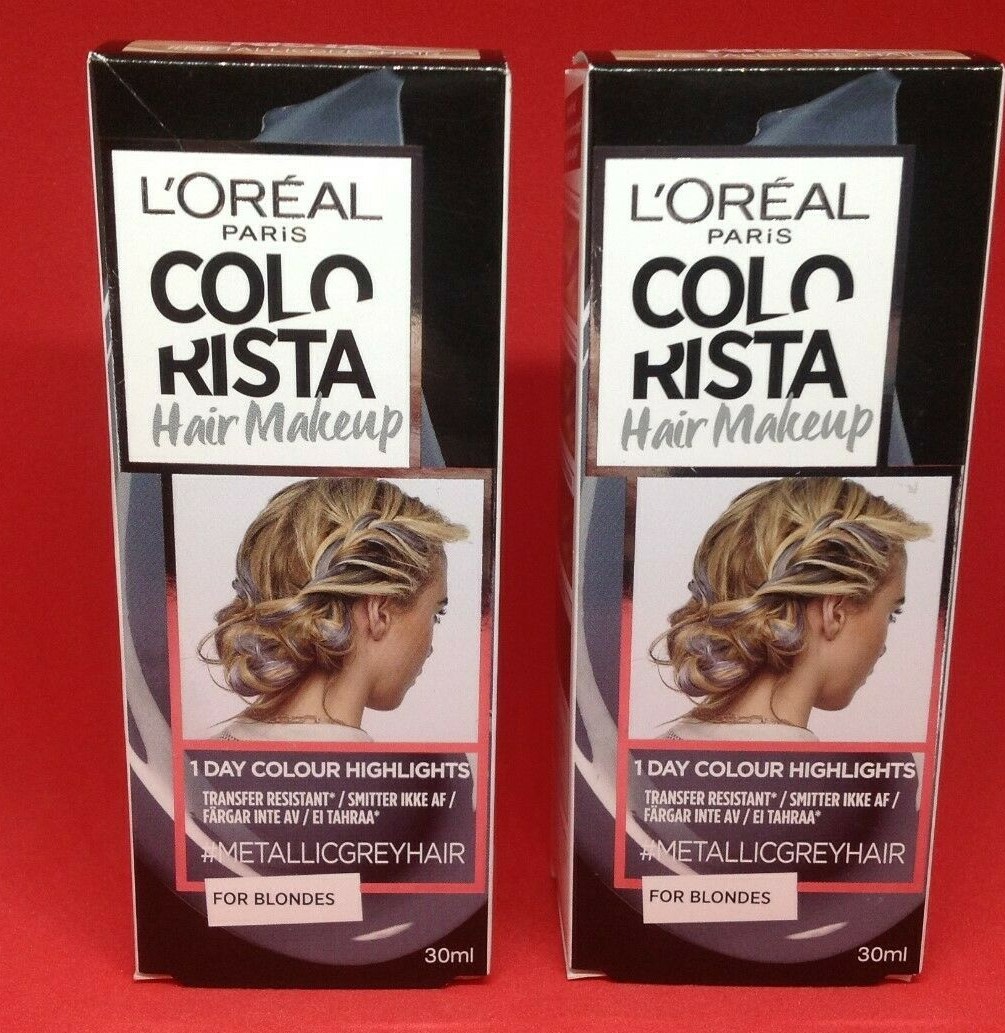 L'ORÉAL
PARiS
COLO
RISTA
Hair Makeup
1 DAY COLOUR HIGHLIGHTS
TRANSFER RESISTANT* / SMITTER IKKE AF /
FÄRGAR INTE AV / EI TAHRAA*
#METALLICGREYHAIR
FOR BLONDES
30ml
L'ORÉAL
PARiS
COLO
RISTA
Hair Makeup
1 DAY COLOUR HIGHLIGHTS
TRANSFER RESISTANT* / SMITTER IKKE AF /
FÄRGAR INTE AV / EI TAHRAA*
#METALLICGREYHAIR
FOR BLONDES
30ml